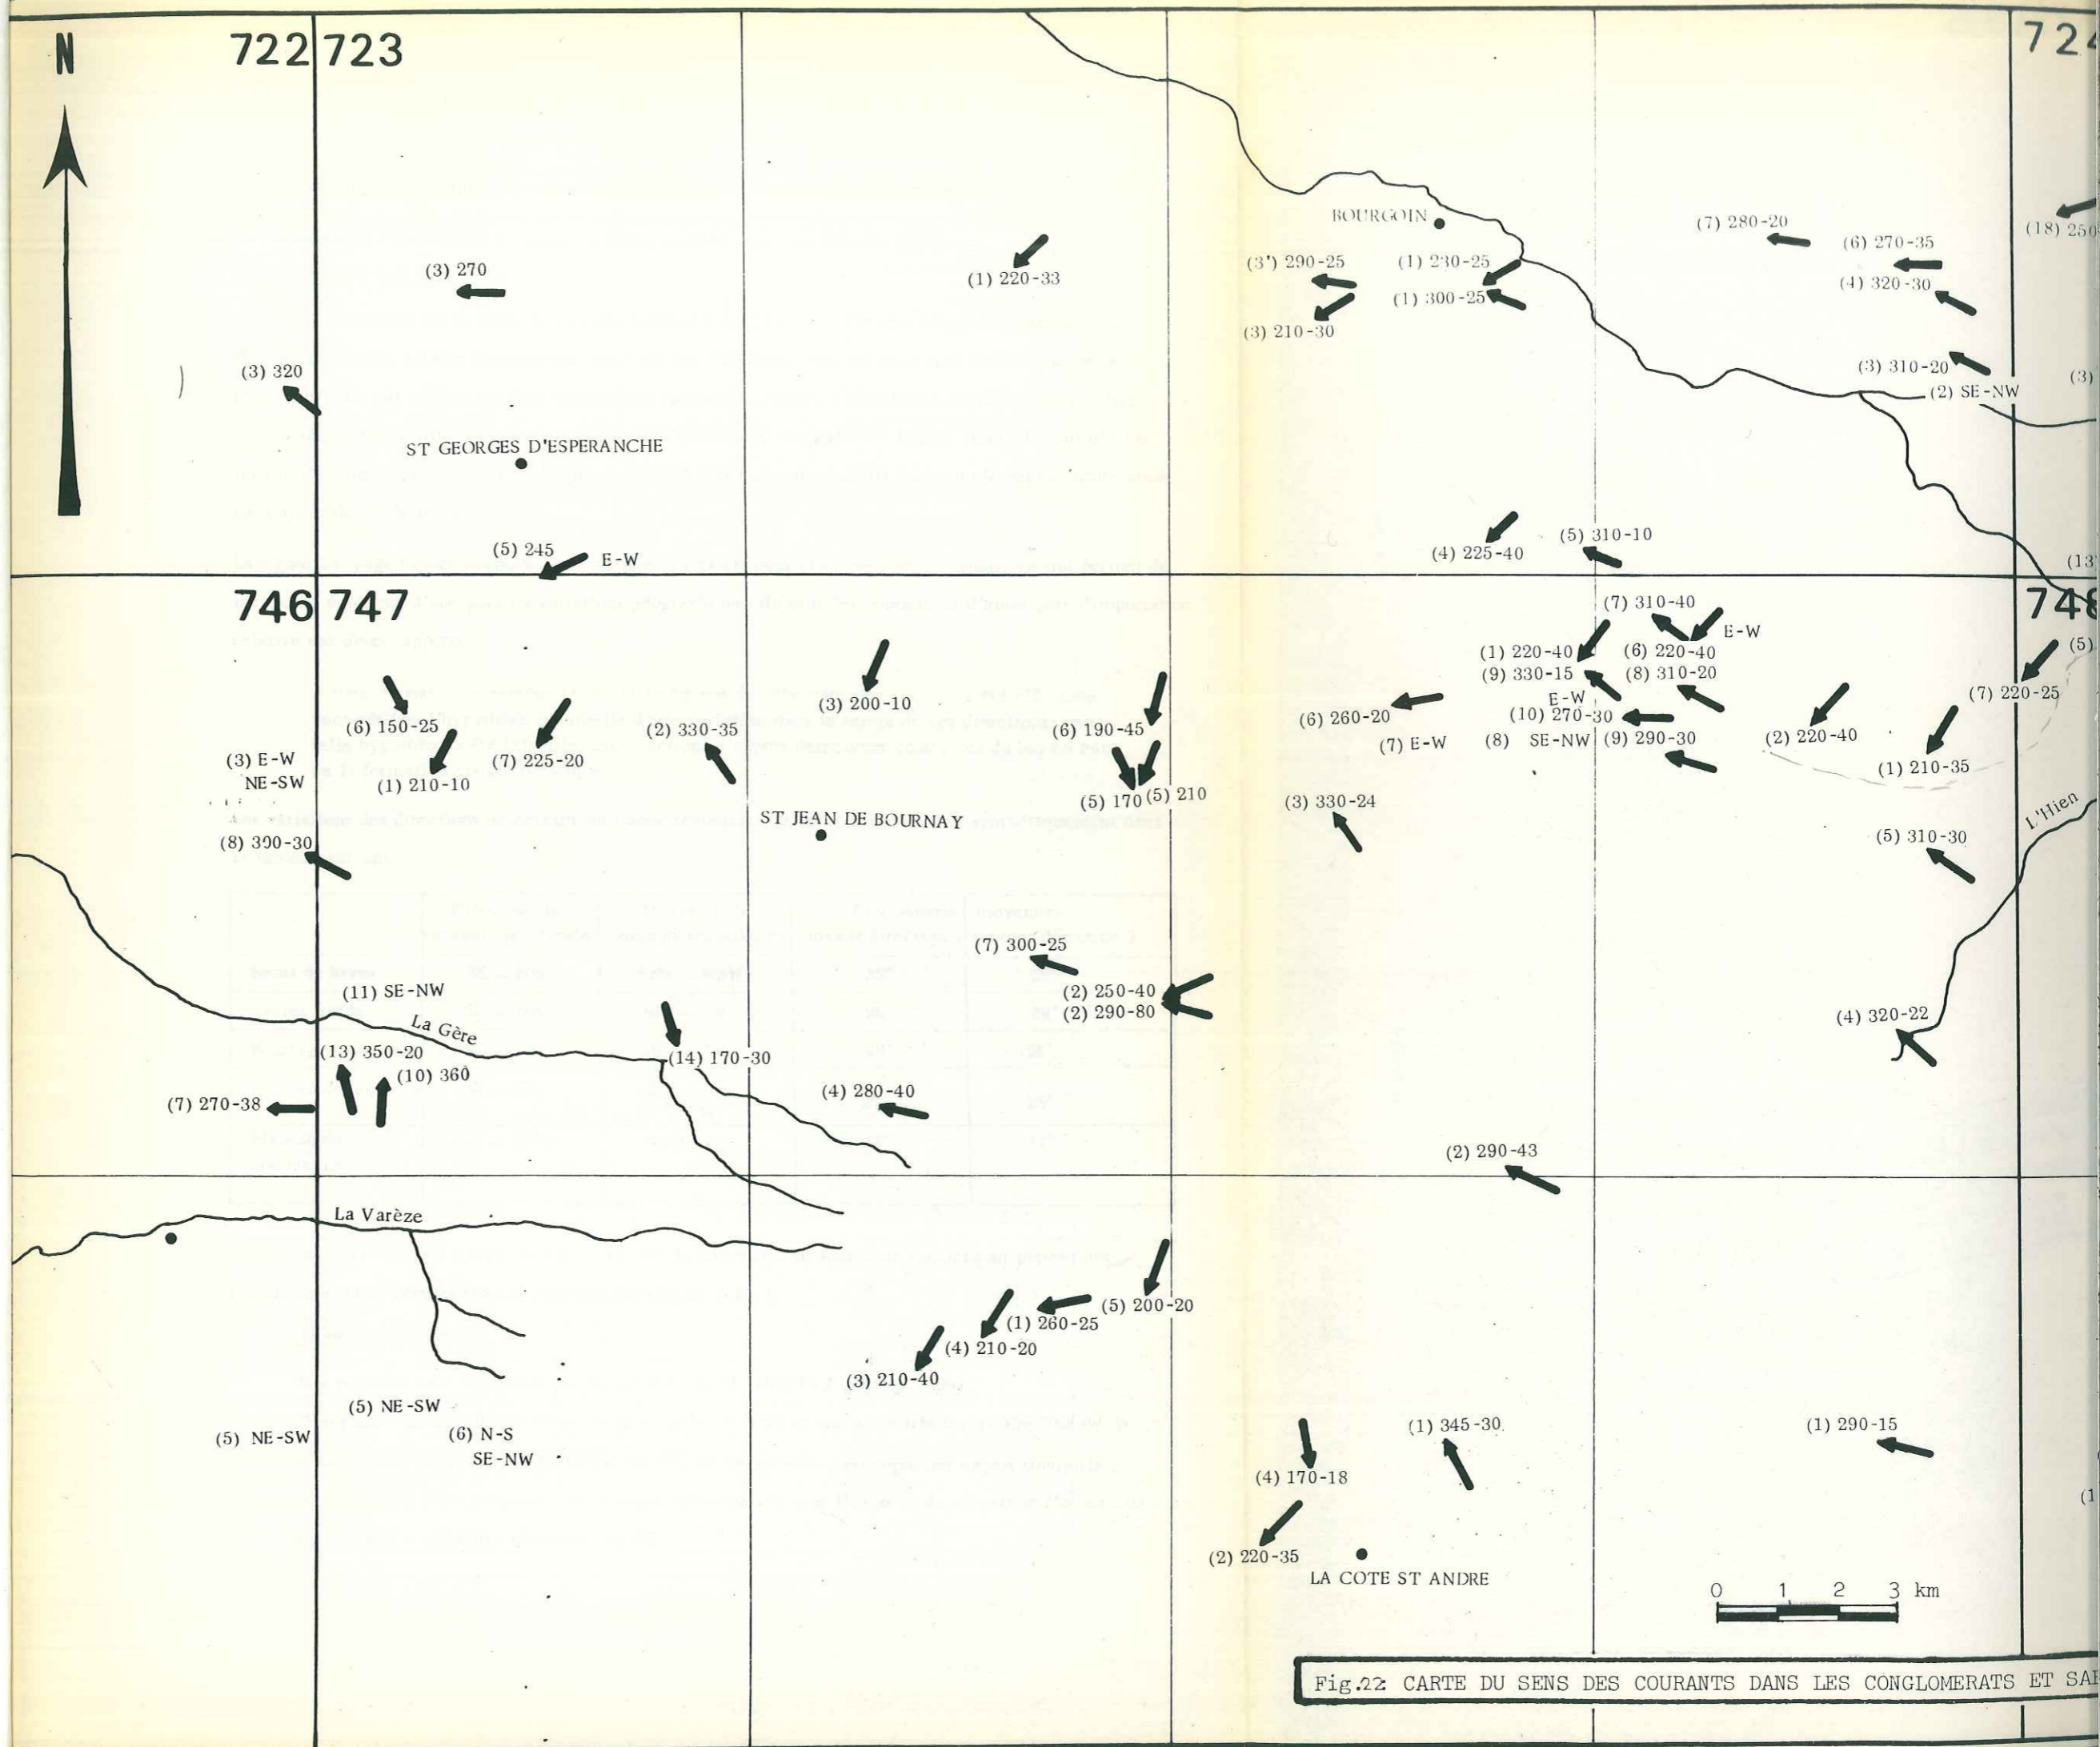 N
722 723
724
BOURGOIN
(7) 280-20
(6) 270-35
(18) 250
(3) 270
(1) 220-33
(3') 290-25
(1) 230-25
(4) 320-30
(1) 300-25
(3) 210-30
(3) 320
(3) 310-20
(3)
(2) SE-NW
ST GEORGES D'ESPERANCHE
(5) 245
E-W
(4) 225-40
(5) 310-10
(13
746 747
748
(7) 310-40
E-W
(1) 220-40
(6) 220-40
(5)
(9) 330-15
(8) 310-20
(7) 220-25
E-W
(3) 200-10
(6) 260-20
(10) 270-30
(6) 150-25
(2) 330-35
(6) 190-45
(7) E-W
(8) SE-NW
(9) 290-30
(2) 220-40
(3) E-W
NE-SW
(7) 225-20
(1) 210-35
(1) 210-10
(5) 170
(5) 210
(3) 330-24
ST JEAN DE BOURNAY
L'Hien
(8) 300-30
(5) 310-30
(7) 300-25
(11) SE-NW
(2) 250-40
(2) 290-80
(4) 320-22
La Gère
(13) 350-20
(14) 170-30
(10) 360
(4) 280-40
(7) 270-38
(2) 290-43
La Varèze
(5) 200-20
(1) 260-25
(4) 210-20
(3) 210-40
(5) NE-SW
(1) 345-30
(1) 290-15
(5) NE-SW
(6) N-S
SE-NW
(4) 170-18
(1
(2) 220-35
LA COTE ST ANDRE
0 1 2 3 km
Fig.22 CARTE DU SENS DES COURANTS DANS LES CONGLOMERATS ET SAB